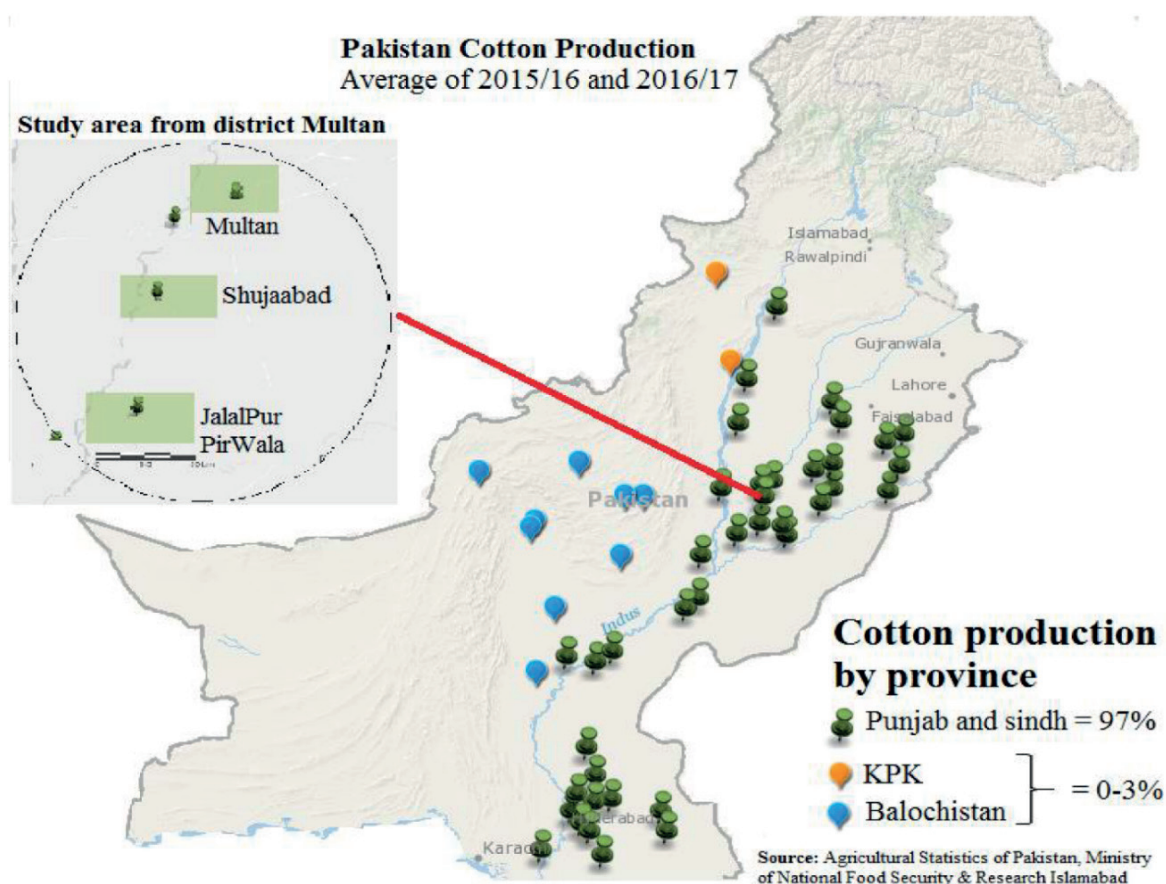 Pakistan Cotton Production
Average of 2015/16 and 2016/17
Study area from district Multan
Multan
Shujaabad
JalalPur
PirWala
Islamabad
Rawalpindi
Gujranwala
Lahore
Faisalabad
Pakistan
Indus
Hyderabad
Karachi
Cotton production
by province
Punjab and sindh = 97%
KPK
= 0-3%
Balochistan
Source: Agricultural Statistics of Pakistan, Ministry
of National Food Security & Research Islamabad